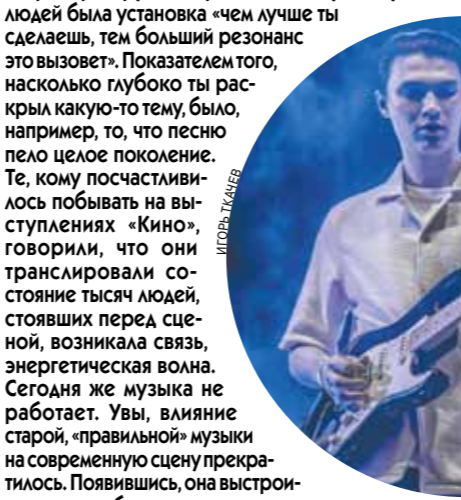 людей была установка «чем лучше ты
сделаешь, тем больший резонанс
это вызовет». Показателем того,
насколько глубоко ты рас-
крыл какую-то тему, было,
например, то, что песню
пело целое поколение.
Те, кому посчастливи-
лось побывать на вы-
ступлениях «Кино»,
говорили, что они
транслировали со-
стояние тысяч людей,
стоявших перед сце-
ной, возникала связь,
энергетическая волна.
Сегодня же музыка не
работает. Увы, влияние
старой, «правильной» музыки
на современную сцену прекра-
тилось. Появившись, она выстрои-
ИГОРЬ ТКАЧЕВ